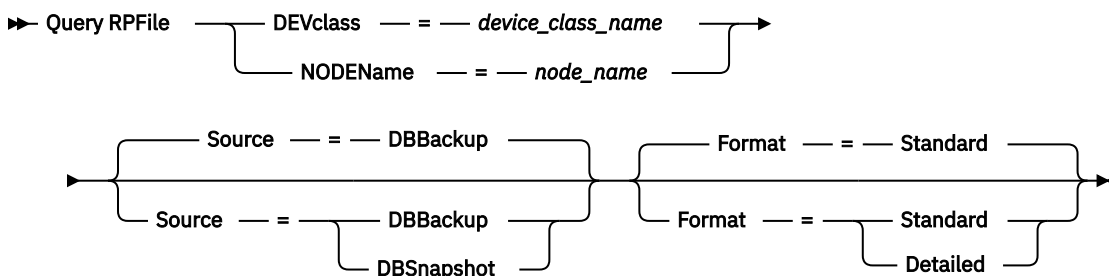 Query RPFile DEVclass = device_class_name
NODEName = node_name
Source = DBBackup Format = Standard
Source = DBBackup Format = Standard
DBSnapshot Detailed